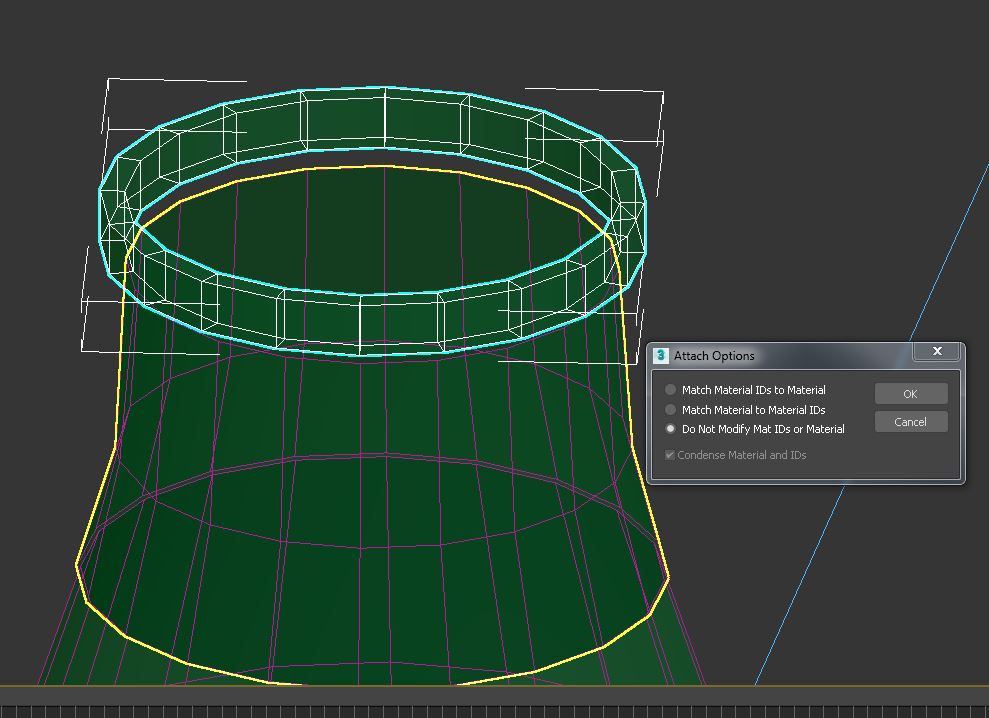 3 Attach Options X
Match Material IDs to Material
OK
Match Material to Material IDs
Do Not Modify Mat IDs or Material
Cancel
Condense Material and IDs